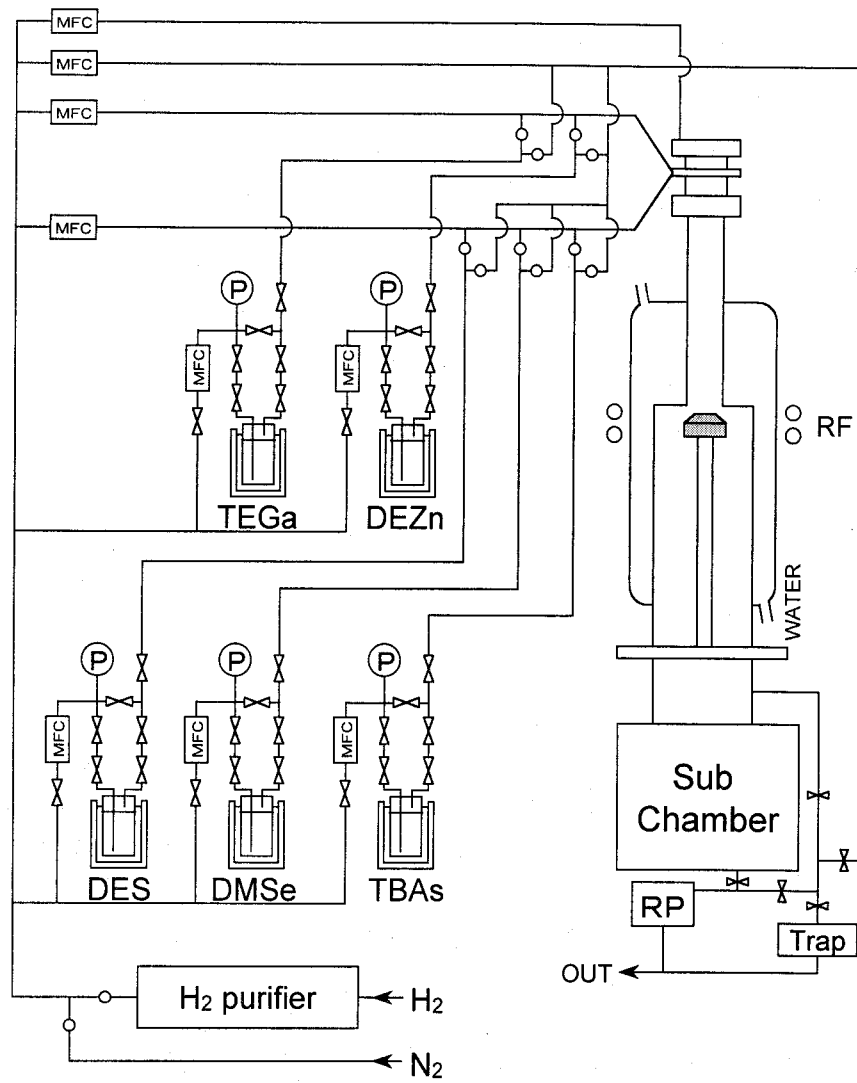 MFC
MFC
MFC
MFC
P
P
MFC
MFC
RF
TEGa
DEZn
WATER
P
P
P
MFC
MFC
MFC
Sub
Chamber
DES
DMSe
TBAs
RP
Trap
OUT
H₂ purifier
H₂
N₂